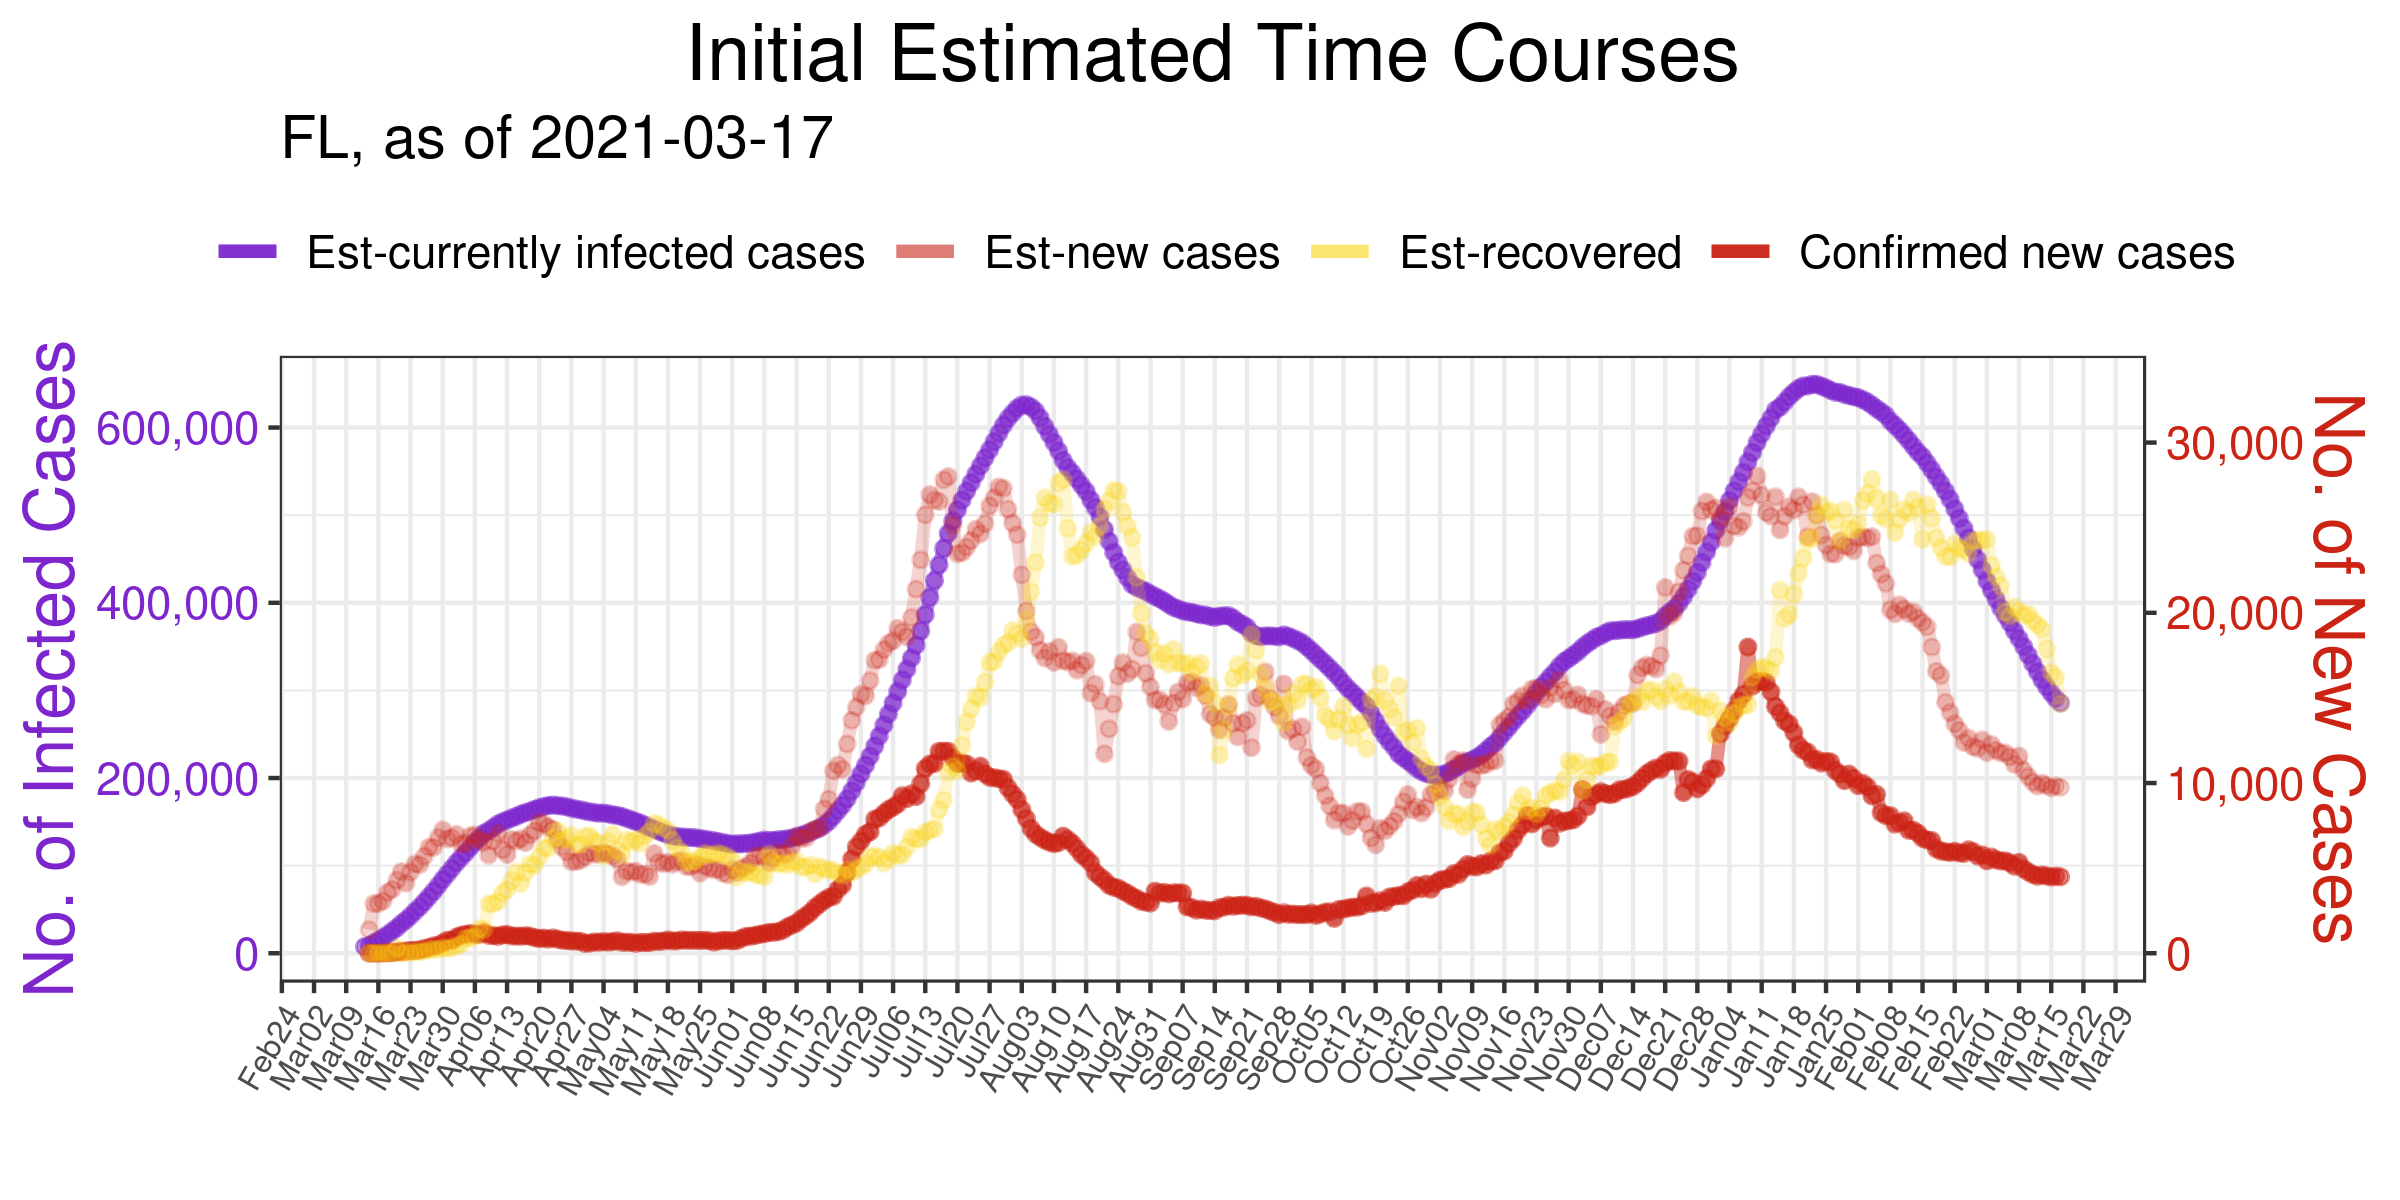 Initial Estimated Time Courses
FL, as of 2021-03-17
Est-currently infected cases Est-new cases Est-recovered Confirmed new cases
No. of Infected Cases
600,000
400,000
200,000
0
30,000
20,000
10,000
0
No. of New Cases
Feb24 Mar02 Mar09 Mar16 Mar23 Mar30 Apr06 Apr13 Apr20 Apr27 May04 May11 May18 May25 Jun01 Jun08 Jun15 Jun22 Jun29 Jul06 Jul13 Jul20 Jul27 Aug03 Aug10 Aug17 Aug24 Aug31 Sep07 Sep14 Sep21 Sep28 Oct05 Oct12 Oct19 Oct26 Nov02 Nov09 Nov16 Nov23 Nov30 Dec07 Dec14 Dec21 Dec28 Jan04 Jan11 Jan18 Jan25 Feb01 Feb08 Feb15 Feb22 Mar01 Mar08 Mar15 Mar22 Mar29